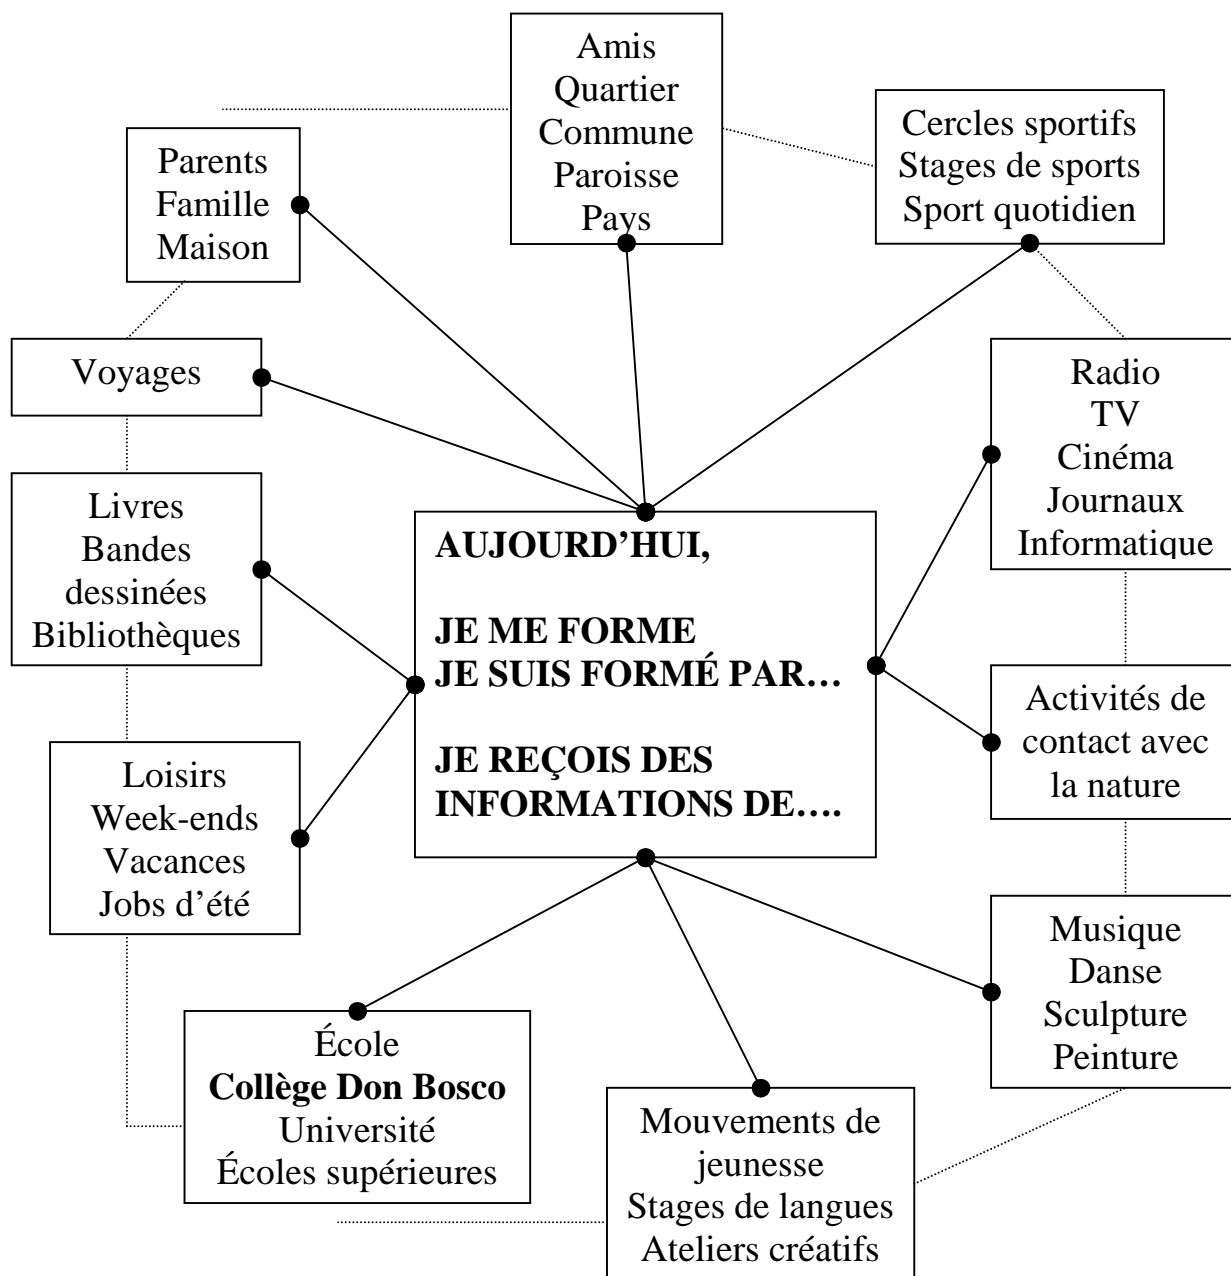 Amis
Quartier
Commune
Paroisse
Pays
Cercles sportifs
Stages de sports
Sport quotidien
Parents
Famille
Maison
Voyages
Radio
TV
Cinéma
Journaux
Informatique
Livres
Bandes
dessinées
Bibliothèques
AUJOURD’HUI,
JE ME FORME
JE SUIS FORMÉ PAR…
JE REÇOIS DES
INFORMATIONS DE….
Activités de
contact avec
la nature
Loisirs
Week-ends
Vacances
Jobs d’été
Musique
Danse
Sculpture
Peinture
École
Collège Don Bosco
Université
Écoles supérieures
Mouvements de
jeunesse
Stages de langues
Ateliers créatifs